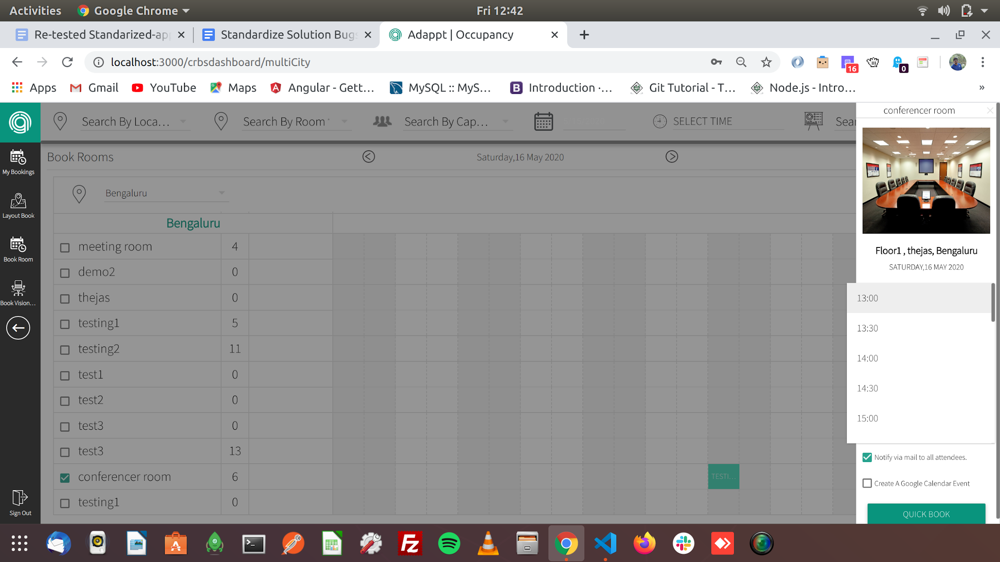 Activities Google Chrome Fri 12:42
Re-tested Standarized-app Standardize Solution Bugs Adappt | Occupancy
localhost:3000/crbsdashboard/multiCity 16 0
Apps Gmail YouTube Maps Angular - Gett... MySQL :: MyS... Introduction ·... Git Tutorial - T... Node.js - Intro... »
Search By Loca... Search By Room * Search By Cap... SELECT TIME Sear
conferencer room
Book Rooms Saturday,16 May 2020
My Bookings
Bengaluru
Layout Book
Bengaluru
meeting room 4
Floor1 , thejas, Bengaluru
Book Room
SATURDAY,16 MAY 2020
demo2 0
thejas 0
13:00
Book Vision...
testing1 5
13:30
testing2 11
14:00
test1 0
14:30
test2 0
15:00
test3 0
test3 13
Notify via mail to all attendees.
conferencer room 6 TESTI...
Create A Google Calendar Event
testing1 0
Sign Out
QUICK BOOK
Fz